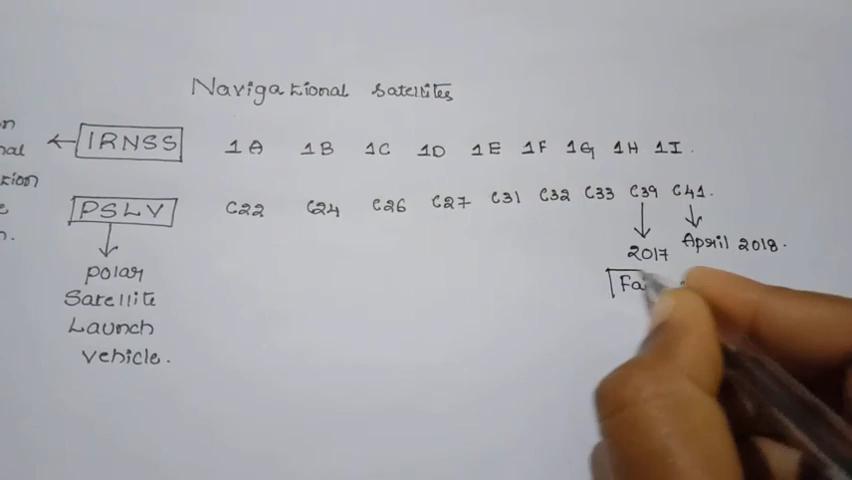 Navigational Satellites
IRNSS 1A 1B 1C 1D 1E 1F 1G 1H 1I.
PSLV C22 C24 C26 C27 C31 C32 C33 C39 C41.
2017 April 2018.
Fa
Polar
Satellite
Launch
Vehicle.